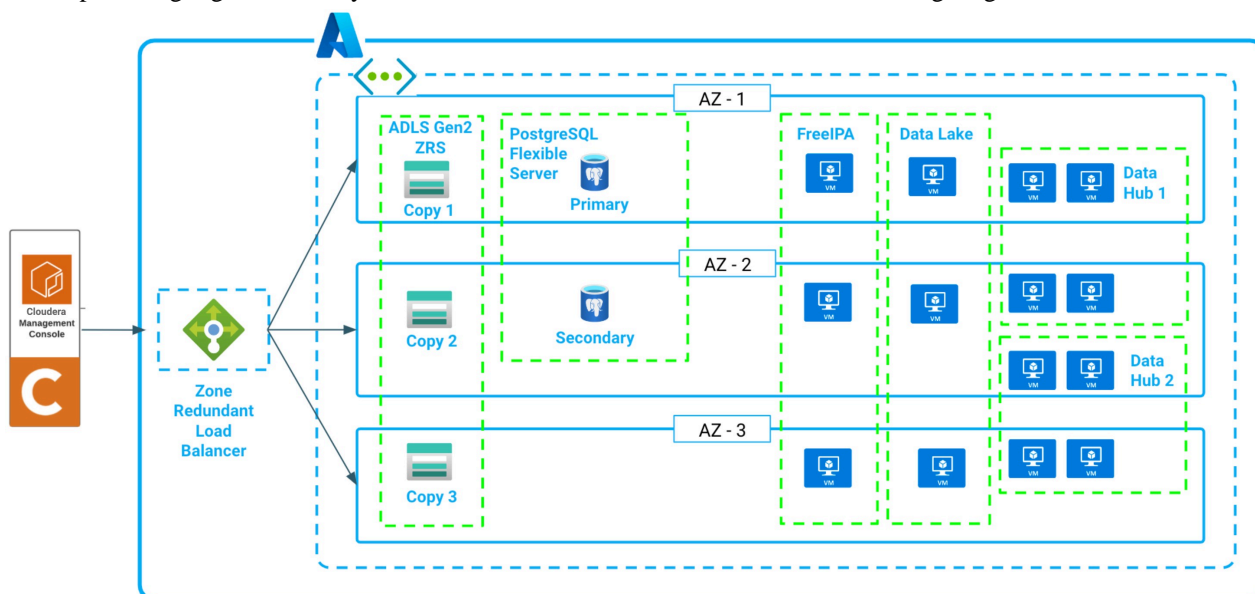 AZ - 1
ADLS Gen2
ZRS
Copy 1
PostgreSQL
Flexible
Server
Primary
FreeIPA
VM
Data Lake
VM
VM
VM
Data
Hub 1
Cloudera
Management
Console
C
Zone
Redundant
Load
Balancer
AZ - 2
Copy 2
Secondary
VM
VM
VM
VM
VM
VM
Data
Hub 2
AZ - 3
Copy 3
VM
VM
VM
VM